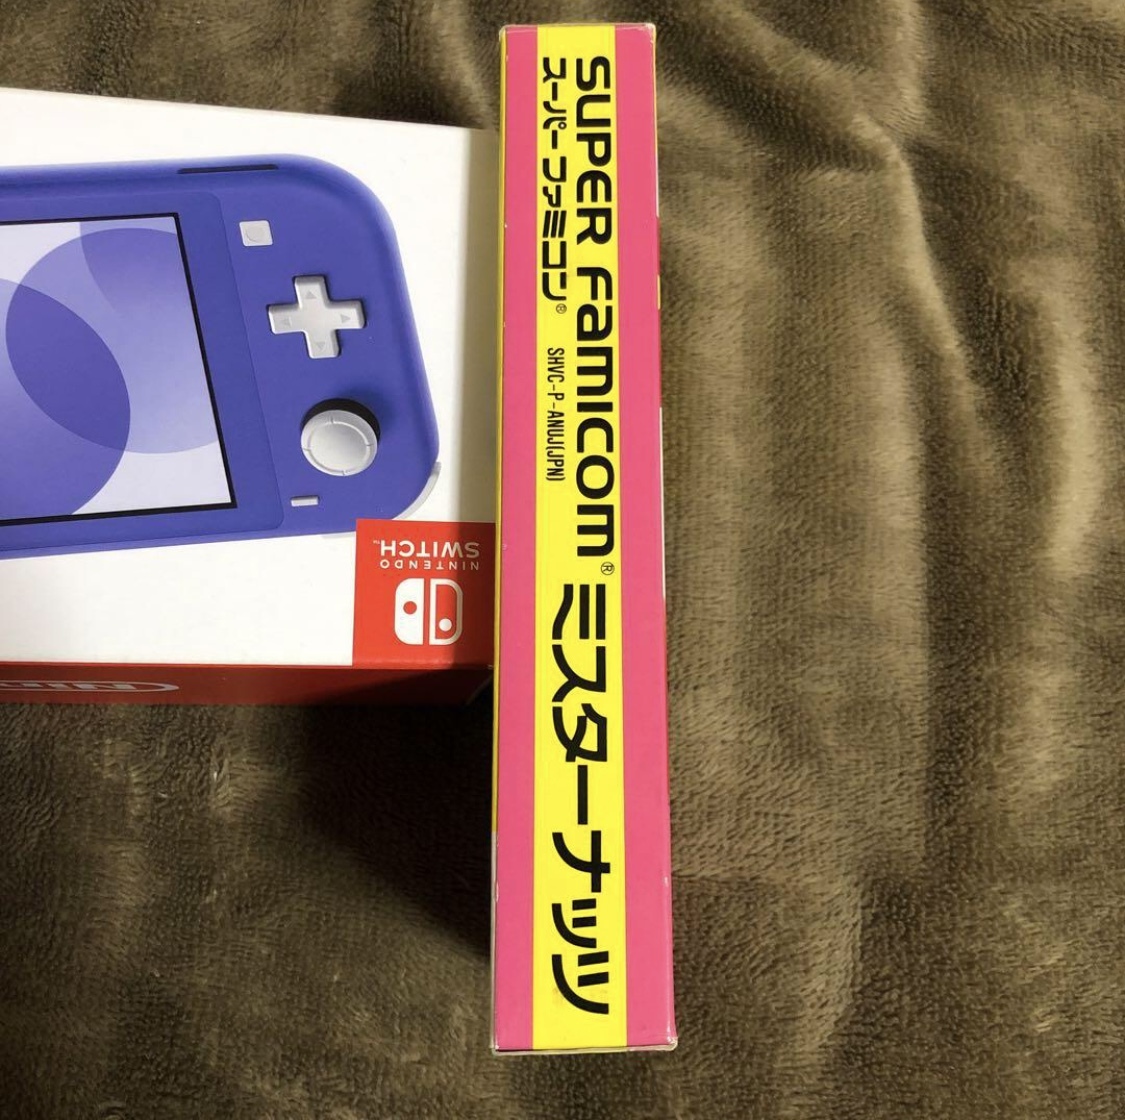 SUPER FAMICOM®
スーパーファミコン®
SHVC-P-ANUJ(JPN)
ミスターナッツ
NINTENDO
SWITCH™